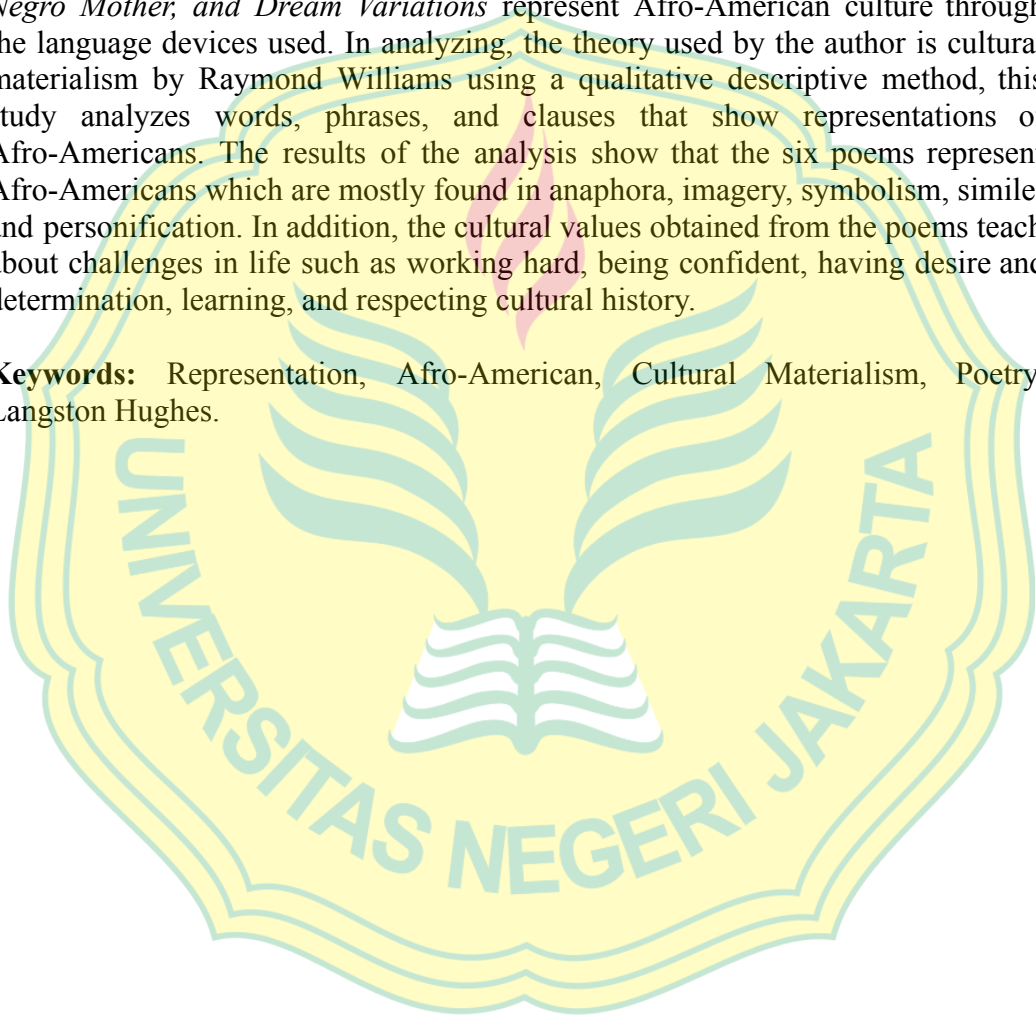 Negro Mother, and Dream Variations represent Afro-American culture through
the language devices used. In analyzing, the theory used by the author is cultural
materialism by Raymond Williams using a qualitative descriptive method, this
study analyzes words, phrases, and clauses that show representations of
Afro-Americans. The results of the analysis show that the six poems represent
Afro-Americans which are mostly found in anaphora, imagery, symbolism, simile,
and personification. In addition, the cultural values obtained from the poems teach
about challenges in life such as working hard, being confident, having desire and
determination, learning, and respecting cultural history.
Keywords: Representation, Afro-American, Cultural Materialism, Poetry,
Langston Hughes.
UNIVERSITAS NEGERI JAKARTA